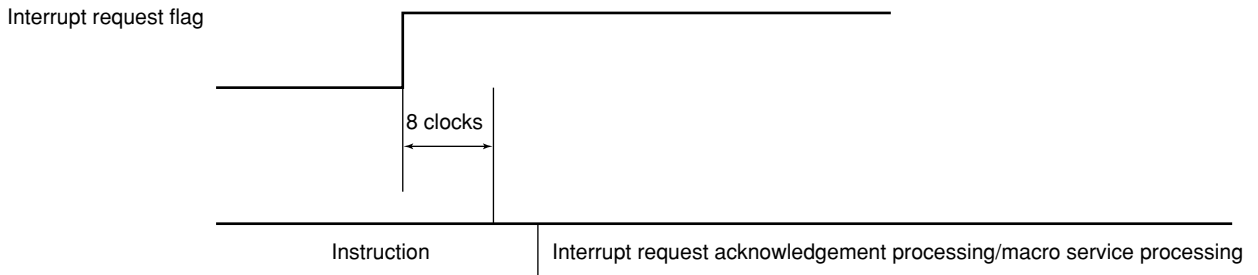 Interrupt request flag
8 clocks
Instruction
Interrupt request acknowledgement processing/macro service processing